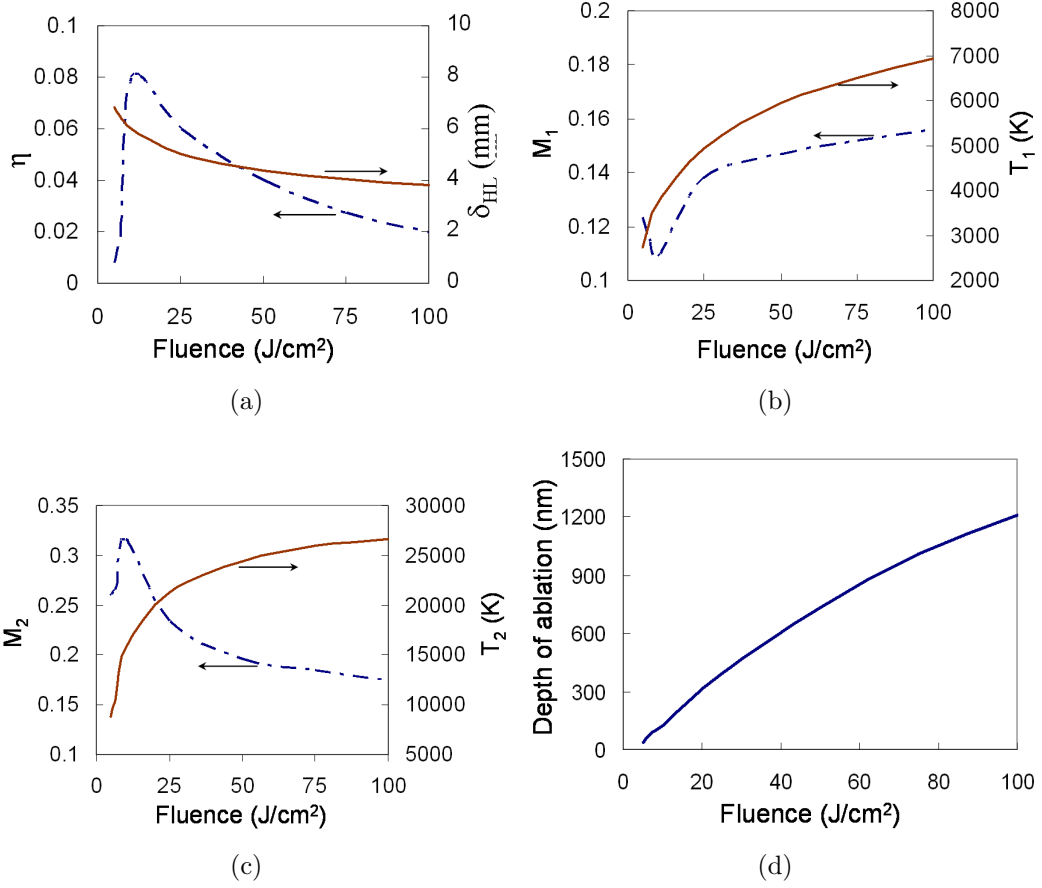 0.1
0.08
0.06
0.04
0.02
0
η
10
8
6
4
2
0
δHL (mm)
0 25 50 75 100
Fluence (J/cm²)
(a)
0.2
0.18
0.16
0.14
0.12
0.1
M₁
8000
7000
6000
5000
4000
3000
2000
T₁ (K)
0 25 50 75 100
Fluence (J/cm²)
(b)
0.35
0.3
0.25
0.2
0.15
0.1
M₂
30000
25000
20000
15000
10000
5000
T₂ (K)
0 25 50 75 100
Fluence (J/cm²)
(c)
1500
1200
900
600
300
0
Depth of ablation (nm)
0 20 40 60 80 100
Fluence (J/cm²)
(d)